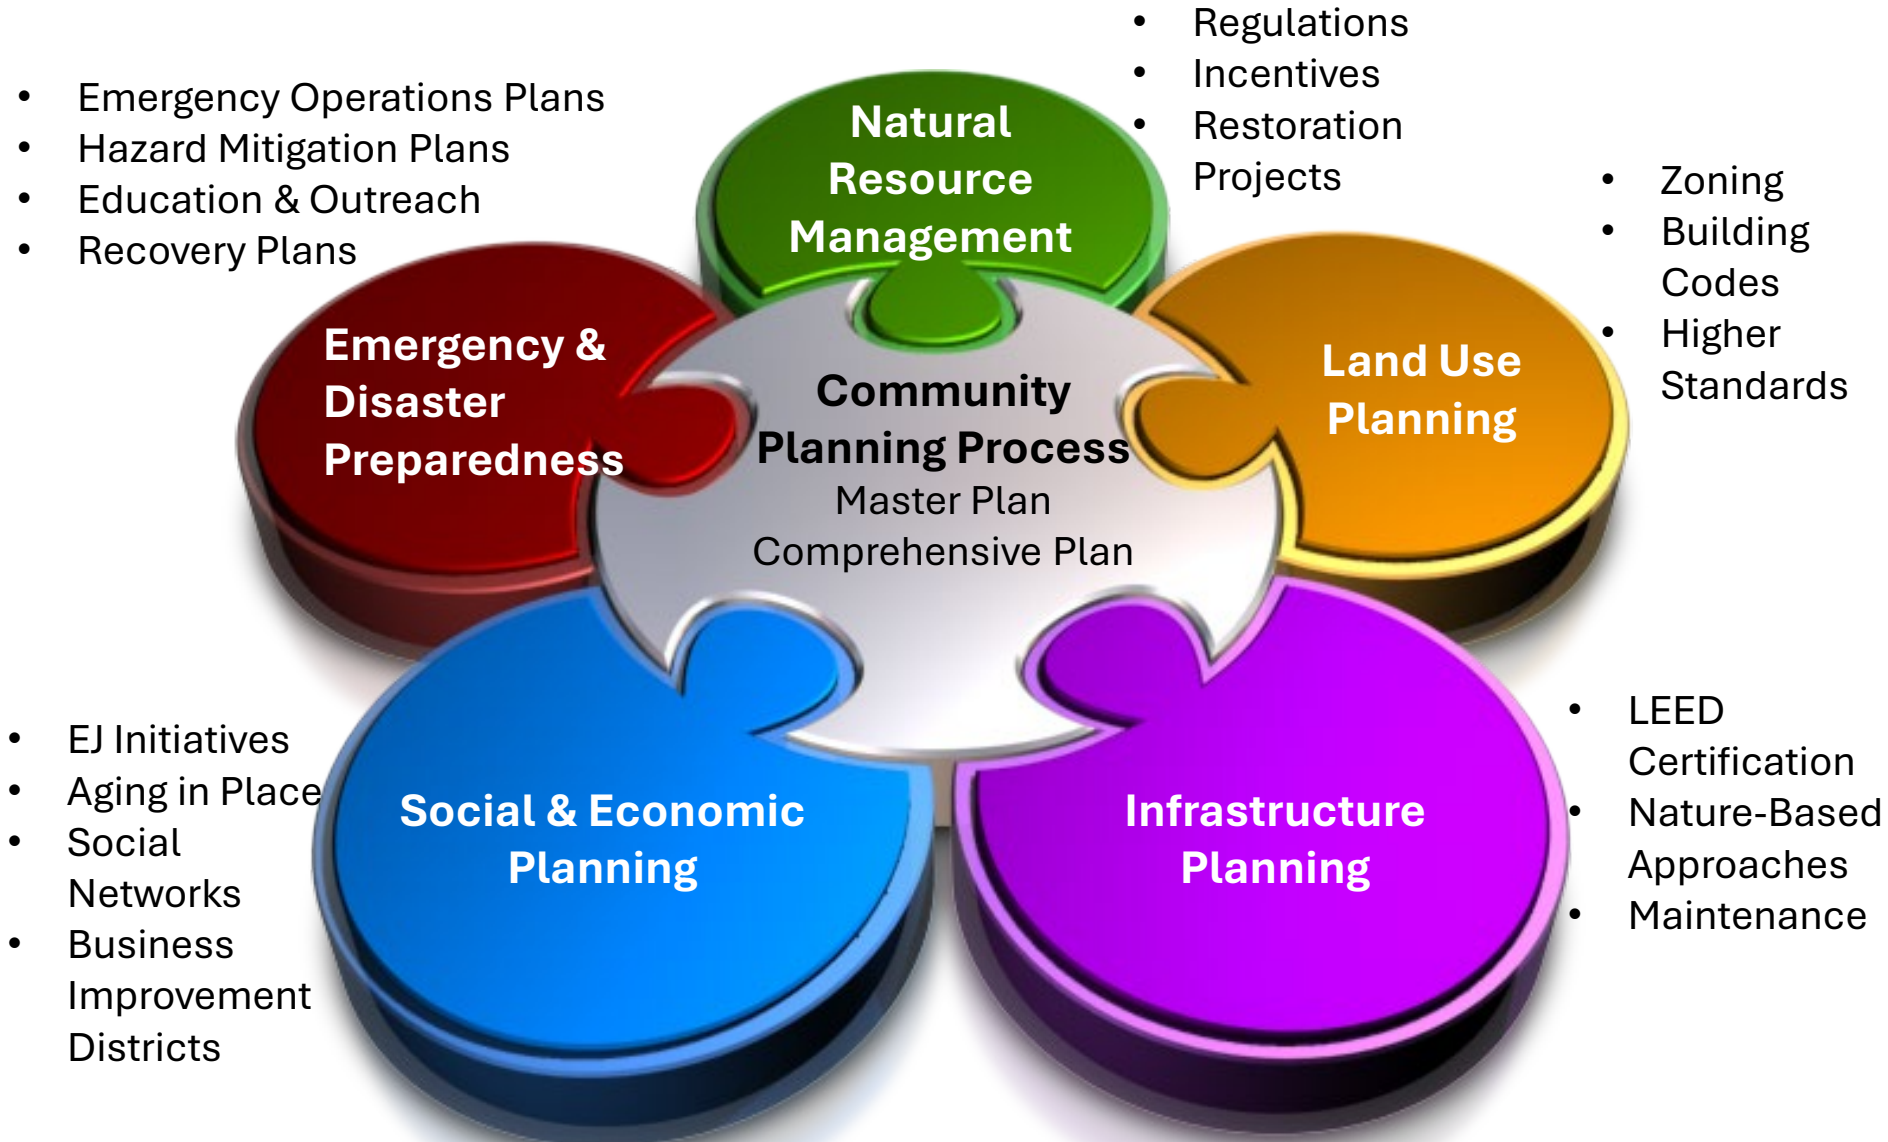 • Regulations
• Incentives
• Restoration
Projects
• Emergency Operations Plans
• Hazard Mitigation Plans
• Education & Outreach
• Recovery Plans
Natural
Resource
Management
• Zoning
• Building
Codes
• Higher
Standards
Emergency &
Disaster
Preparedness
Community
Planning Process
Master Plan
Comprehensive Plan
Land Use
Planning
• EJ Initiatives
• Aging in Place
• Social
Networks
• Business
Improvement
Districts
Social & Economic
Planning
Infrastructure
Planning
• LEED
Certification
• Nature-Based
Approaches
• Maintenance